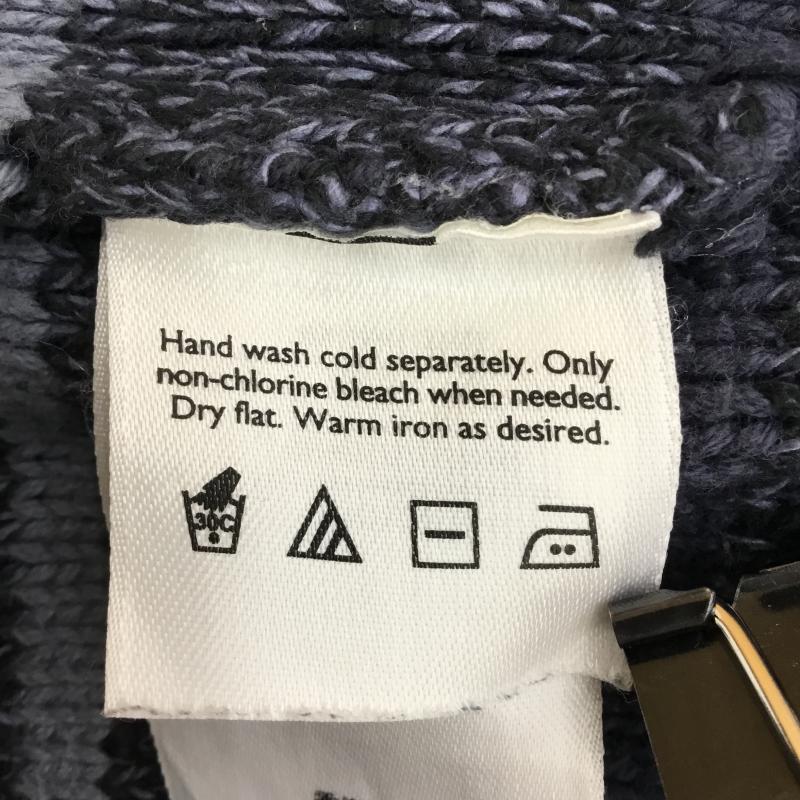 Hand wash cold separately. Only
non-chlorine bleach when needed.
Dry flat. Warm iron as desired.
30C